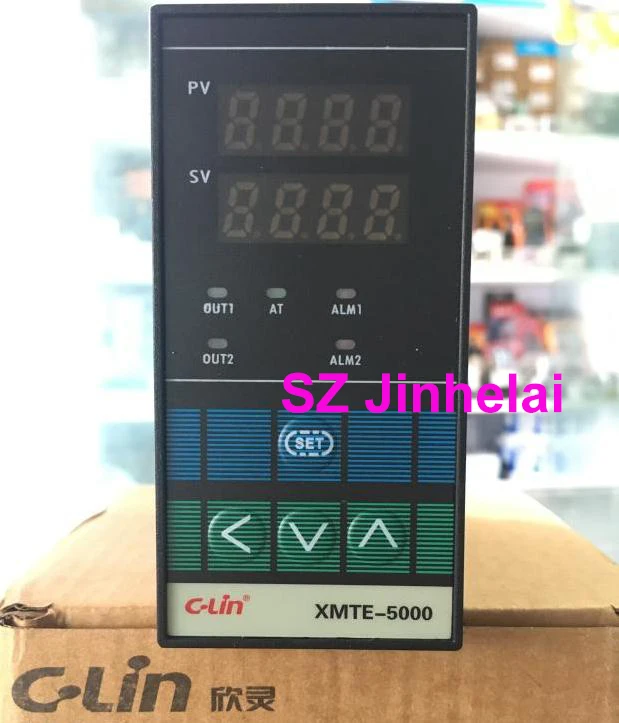 PV
8888
SV
8888
OUT1 AT ALM1
OUT2 ALM2
SZ Jinhelai
SET
C-Lin® XMTE-5000
C-Lin 欣灵